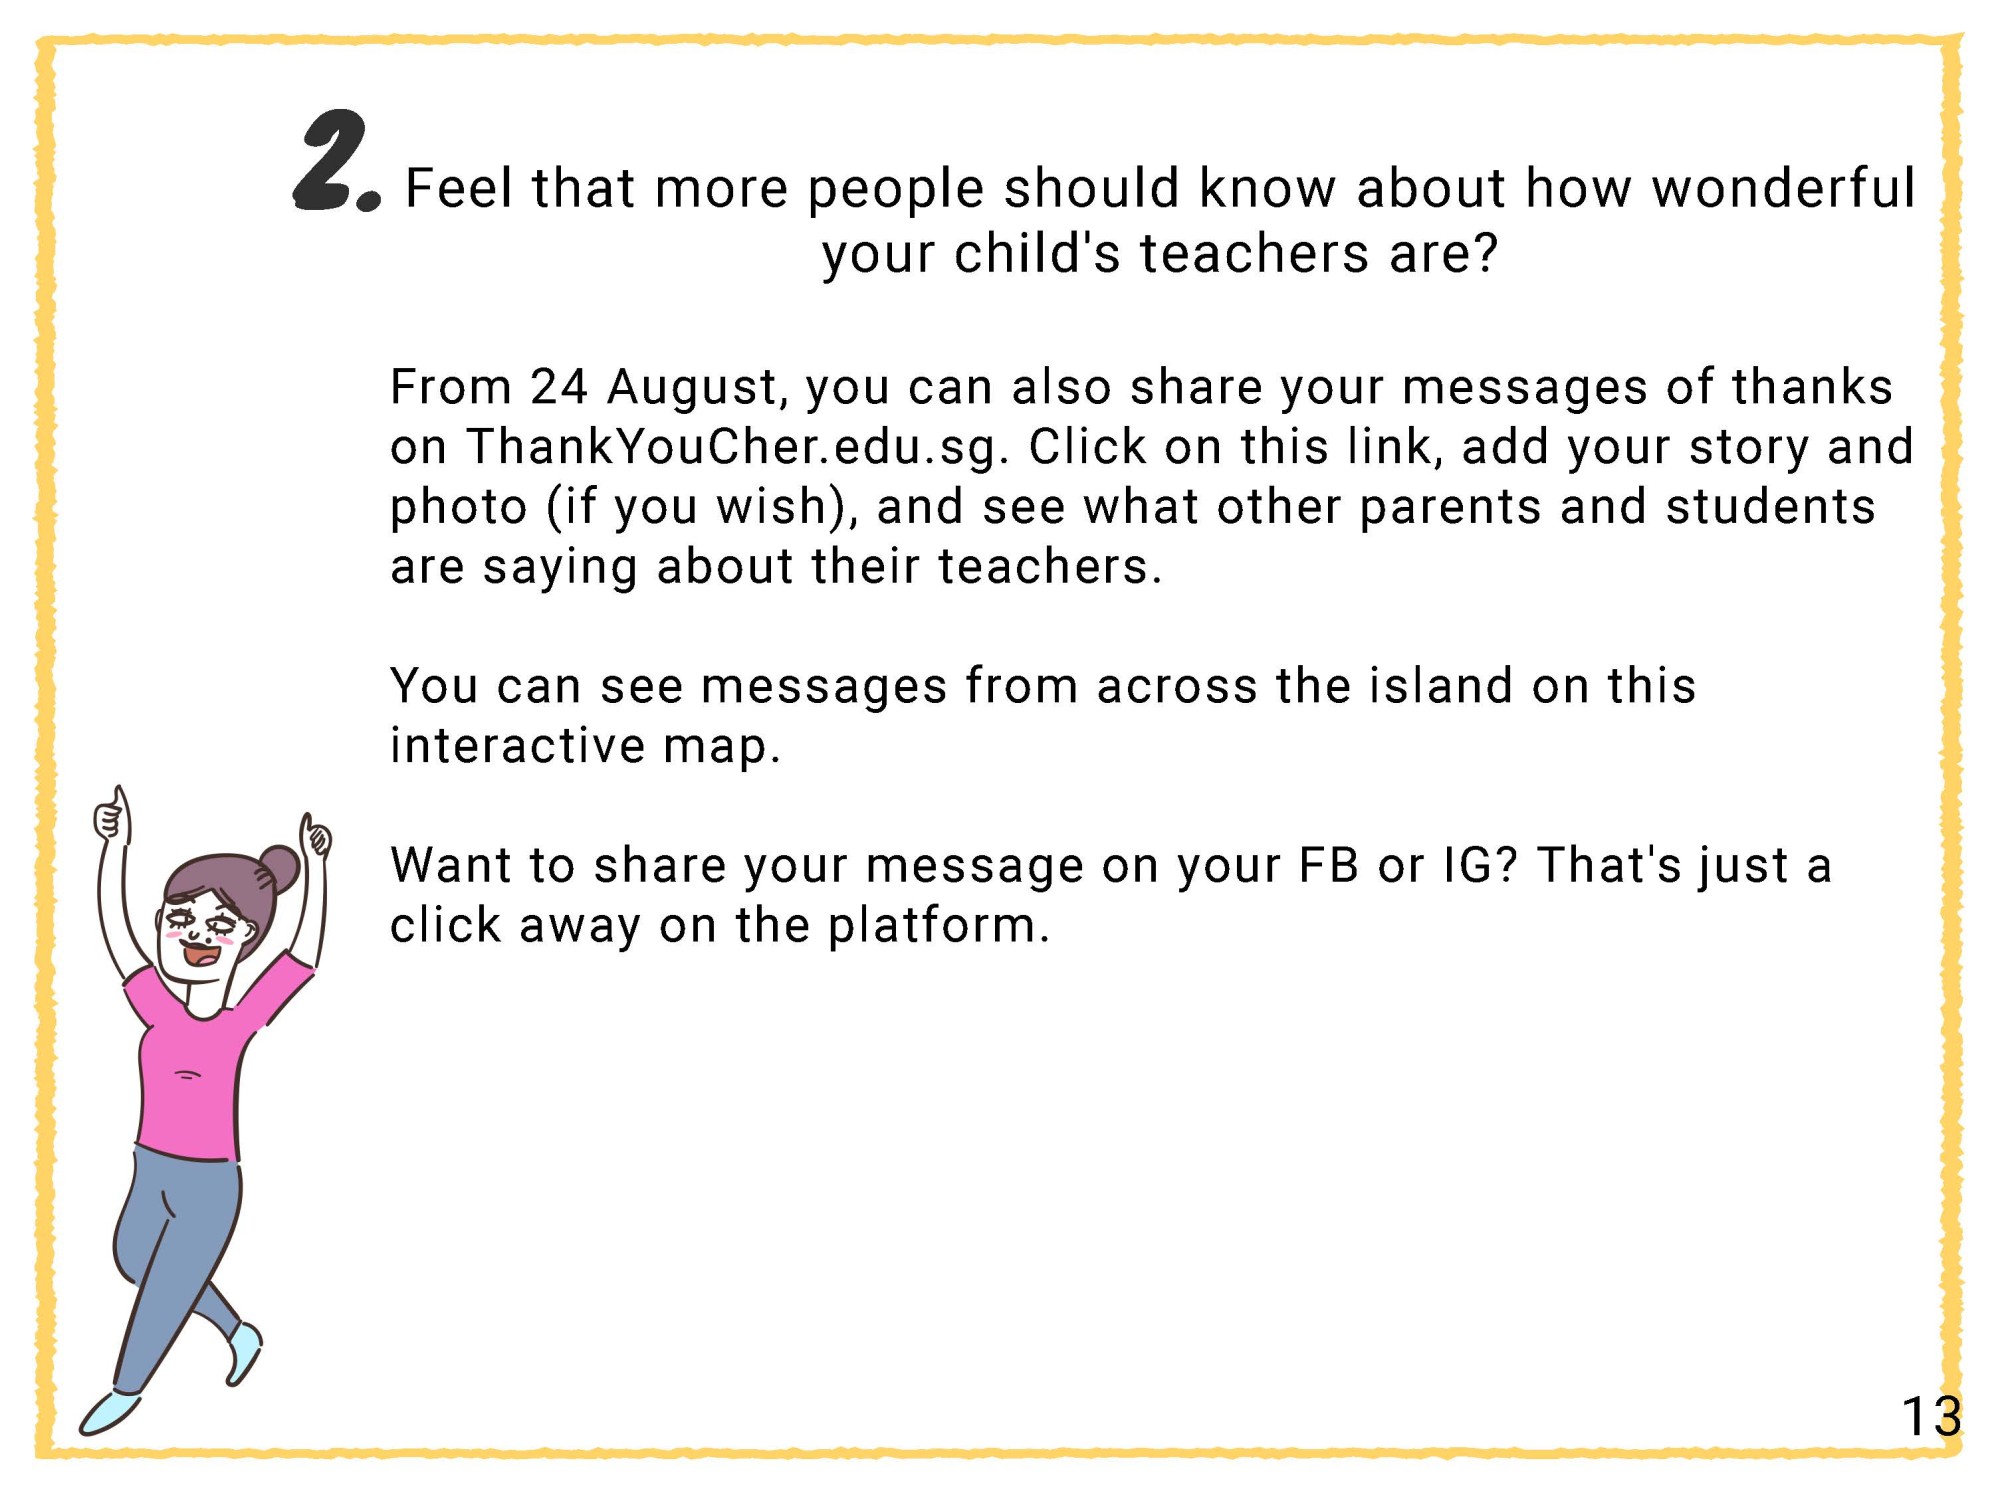 2. Feel that more people should know about how wonderful
your child's teachers are?
From 24 August, you can also share your messages of thanks
on ThankYouCher.edu.sg. Click on this link, add your story and
photo (if you wish), and see what other parents and students
are saying about their teachers.
You can see messages from across the island on this
interactive map.
Want to share your message on your FB or IG? That's just a
click away on the platform.
13